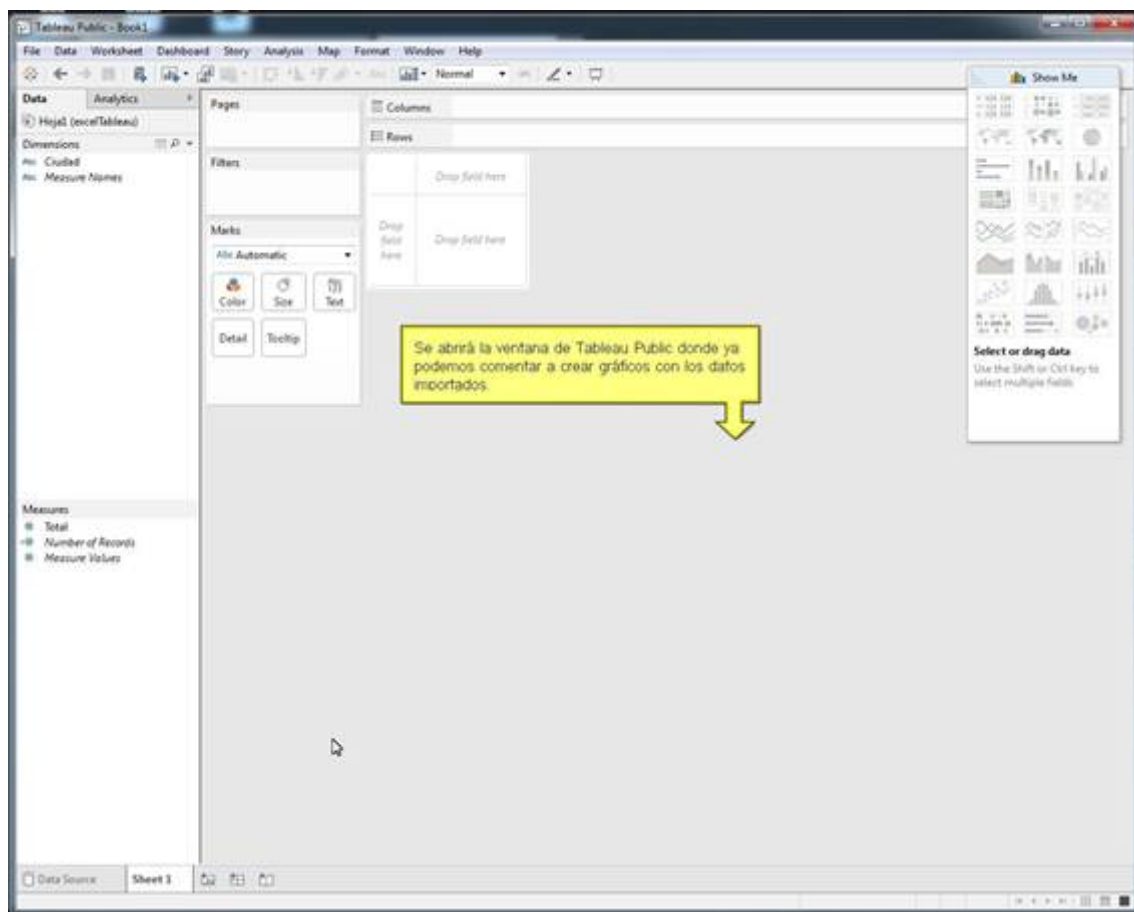 Tableau Public - Book1
File Data Worksheet Dashboard Story Analysis Map Format Window Help
Normal
Data Analytics
Hoja1 (excelTableau)
Dimensions
Abc Ciudad
Abc Measure Names
Measures
# Total
# Number of Records
# Measure Values
Pages
Filters
Marks
Abc Automatic
Color Size Text
Detail Tooltip
Columns
Rows
Drop field here
Drop
field
here
Drop field here
Se abrirá la ventana de Tableau Public donde ya
podemos comentar a crear gráficos con los datos
importados.
Show Me
Select or drag data
Use the Shift or Ctrl key to
select multiple fields
Data Source Sheet 1